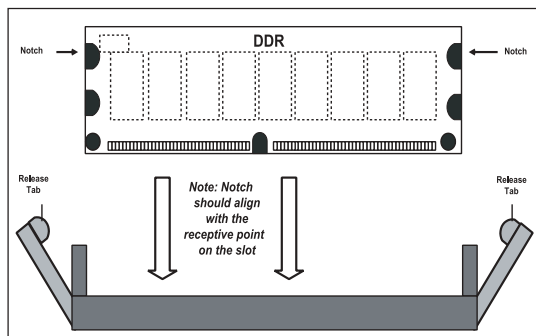 DDR
Notch
Notch
Release
Tab
Note: Notch
should align
with the
receptive point
on the slot
Release
Tab